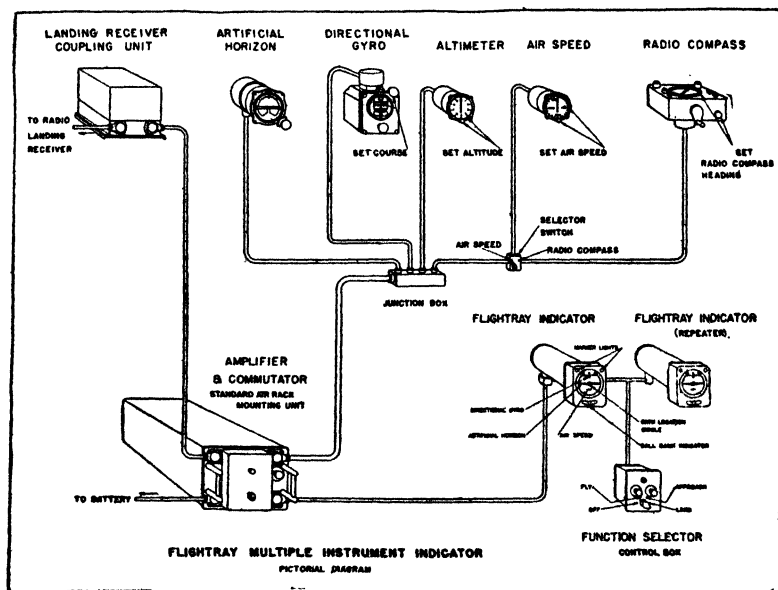 LANDING RECEIVER
COUPLING UNIT
ARTIFICIAL
HORIZON
DIRECTIONAL
GYRO
ALTIMETER
AIR SPEED
RADIO COMPASS
TO RADIO
LANDING
RECEIVER
SET COURSE
SET ALTITUDE
SET AIR SPEED
SET
RADIO COMPASS
HEADING
SELECTOR
SWITCH
AIR SPEED
RADIO COMPASS
JUNCTION BOX
FLIGHTRAY INDICATOR
FLIGHTRAY INDICATOR
(REPEATER)
AMPLIFIER
& COMMUTATOR
STANDARD AIR RACK
MOUNTING UNIT
MARKER LIGHTS
DIRECTIONAL GYRO
ARTIFICIAL HORIZON
AIR SPEED
BALL BANK INDICATOR
TO BATTERY
FLY
OFF
APPROACH
LAND
FUNCTION SELECTOR
CONTROL BOX
FLIGHTRAY MULTIPLE INSTRUMENT INDICATOR
PICTORIAL DIAGRAM